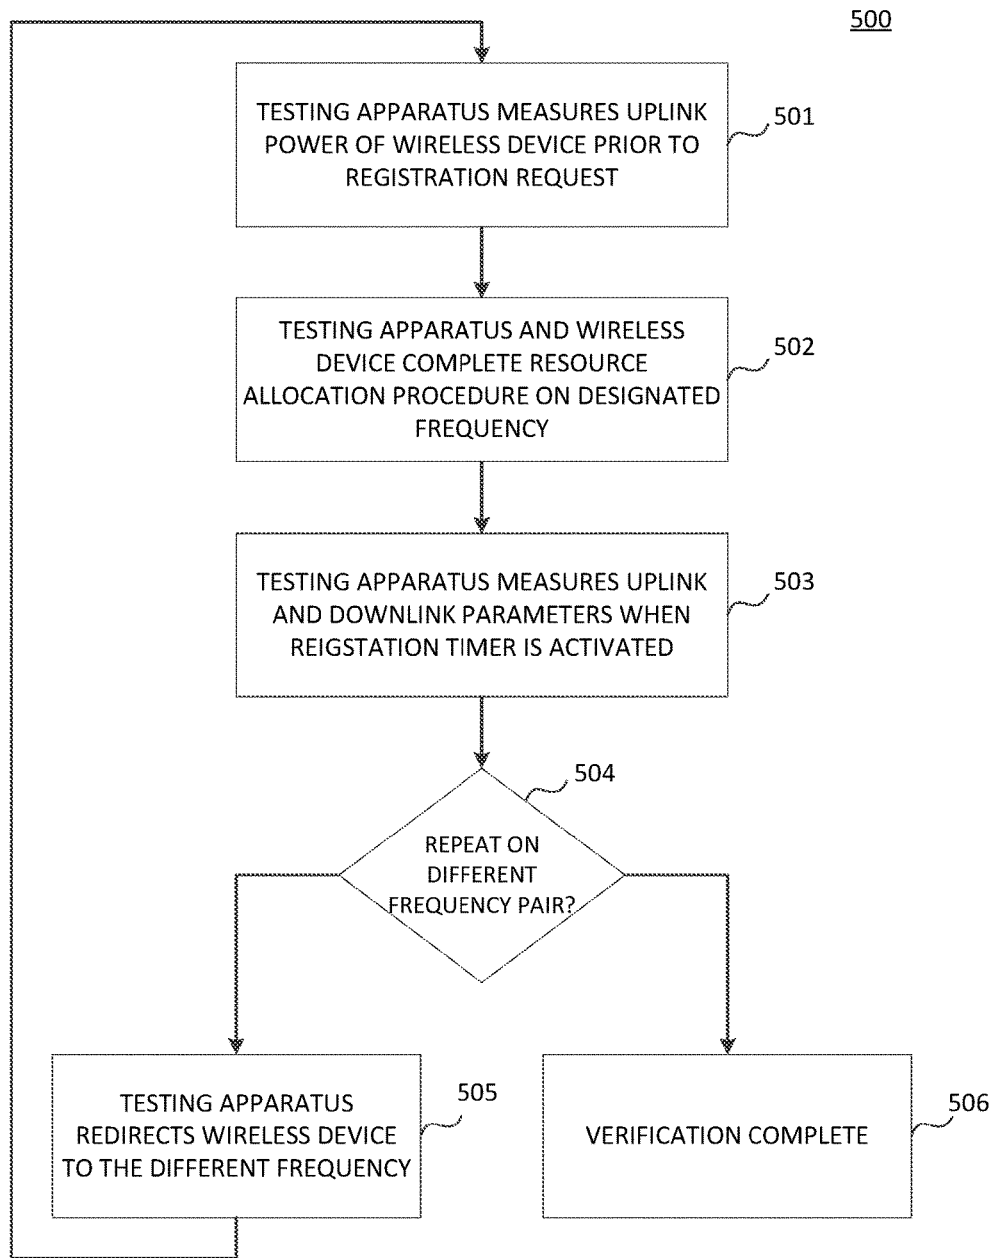 500
TESTING APPARATUS MEASURES UPLINK
POWER OF WIRELESS DEVICE PRIOR TO
REGISTRATION REQUEST
501
TESTING APPARATUS AND WIRELESS
DEVICE COMPLETE RESOURCE
ALLOCATION PROCEDURE ON DESIGNATED
FREQUENCY
502
TESTING APPARATUS MEASURES UPLINK
AND DOWNLINK PARAMETERS WHEN
REIGSTATION TIMER IS ACTIVATED
503
504
REPEAT ON
DIFFERENT
FREQUENCY PAIR?
TESTING APPARATUS
REDIRECTS WIRELESS DEVICE
TO THE DIFFERENT FREQUENCY
505
VERIFICATION COMPLETE
506